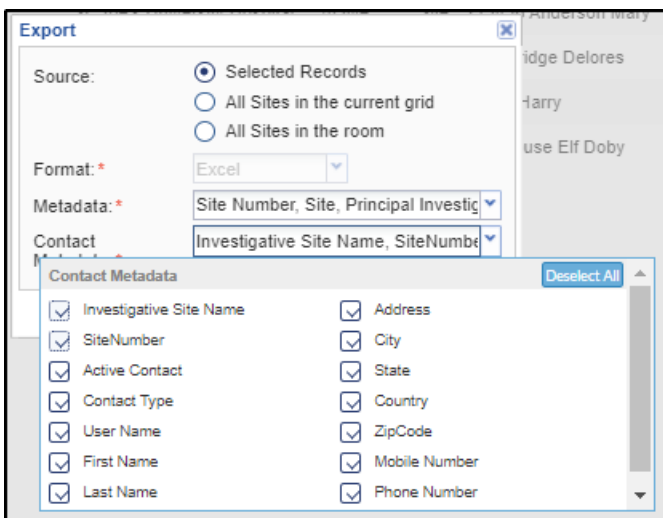 Anderson Mary
Export
idge Delores
Source:
Selected Records
All Sites in the current grid
Harry
All Sites in the room
use Elf Doby
Format: *
Excel
Metadata: *
Site Number, Site, Principal Investig
Contact
Investigative Site Name, SiteNumbe
Contact Metadata
Deselect All
Investigative Site Name
Address
SiteNumber
City
Active Contact
State
Contact Type
Country
User Name
ZipCode
First Name
Mobile Number
Last Name
Phone Number